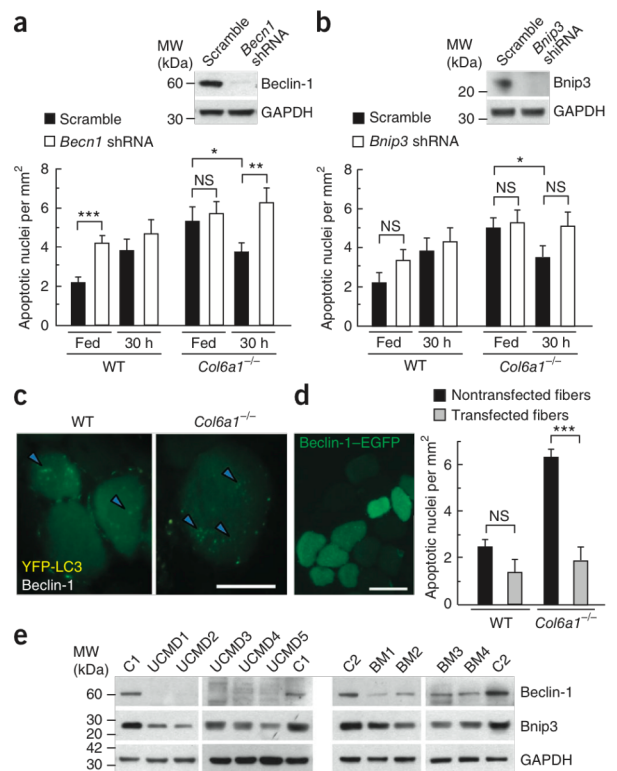 a
MW
(kDa)
Scramble
Becn1
shRNA
60
Beclin-1
30
GAPDH
Scramble
Becn1 shRNA
Apoptotic nuclei per mm2
8
6
4
2
0
***
NS
*
**
Fed
30 h
Fed
30 h
WT
Col6a1–/–
b
MW
(kDa)
Scramble
Bnip3
shiRNA
20
Bnip3
30
GAPDH
Scramble
Bnip3 shRNA
Apoptotic nuclei per mm2
8
6
4
2
0
NS
NS
*
NS
Fed
30 h
Fed
30 h
WT
Col6a1–/–
c
WT
Col6a1–/–
YFP-LC3
Beclin-1
d
Beclin-1–EGFP
Nontransfected fibers
Transfected fibers
Apoptotic nuclei per mm2
6
4
2
0
NS
***
WT
Col6a1–/–
e
MW
(kDa)
C1
UCMD1
UCMD2
UCMD3
UCMD4
UCMD5
C1
C2
BM1
BM2
BM3
BM4
C2
60
Beclin-1
30
20
Bnip3
42
30
GAPDH